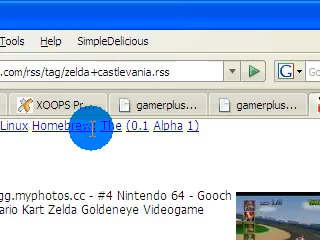 Tools Help SimpleDelicious
.com/rss/tag/zelda+castlevania.rss
XOOPS Pr... gamerplus... gamerplus...
Linux Homebrew The (0.1 Alpha 1)
gg.myphotos.cc - #4 Nintendo 64 - Gooch
ario Kart Zelda Goldeneye Videogame